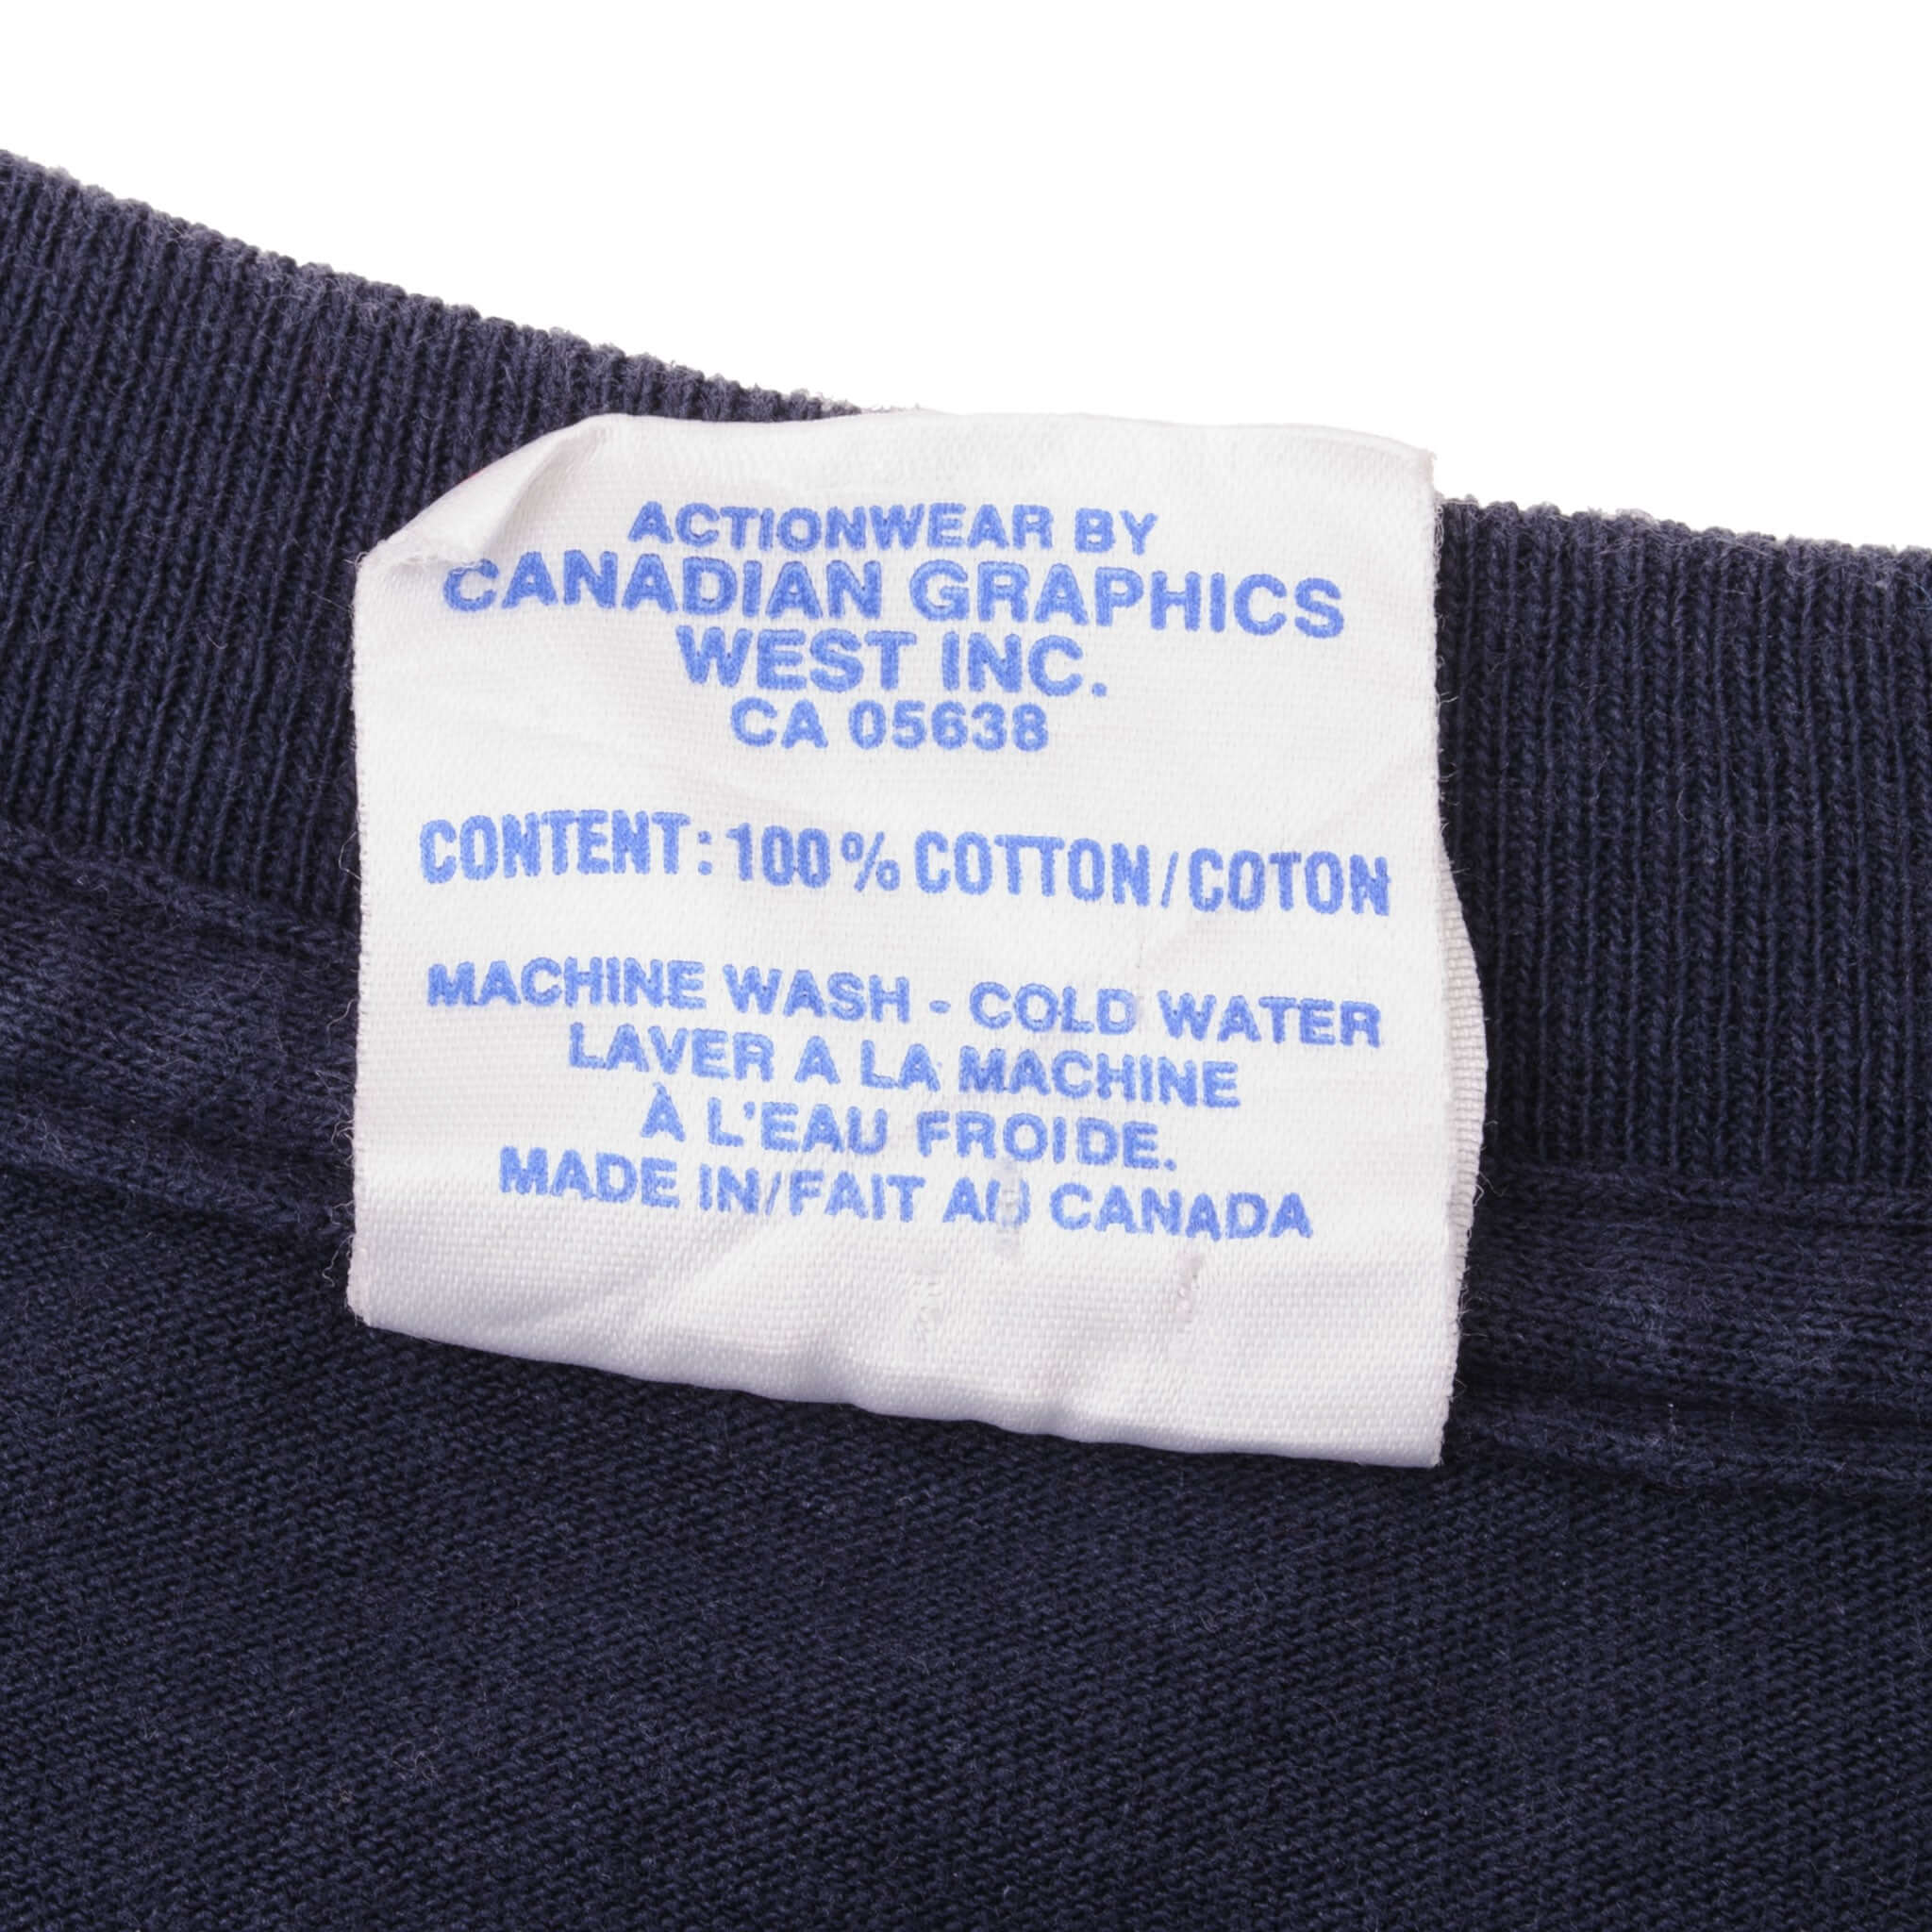 ACTIONWEAR BY
CANADIAN GRAPHICS
WEST INC.
CA 05638
CONTENT: 100% COTTON/COTON
MACHINE WASH - COLD WATER
LAVER A LA MACHINE
À L'EAU FROIDE.
MADE IN/FAIT AU CANADA